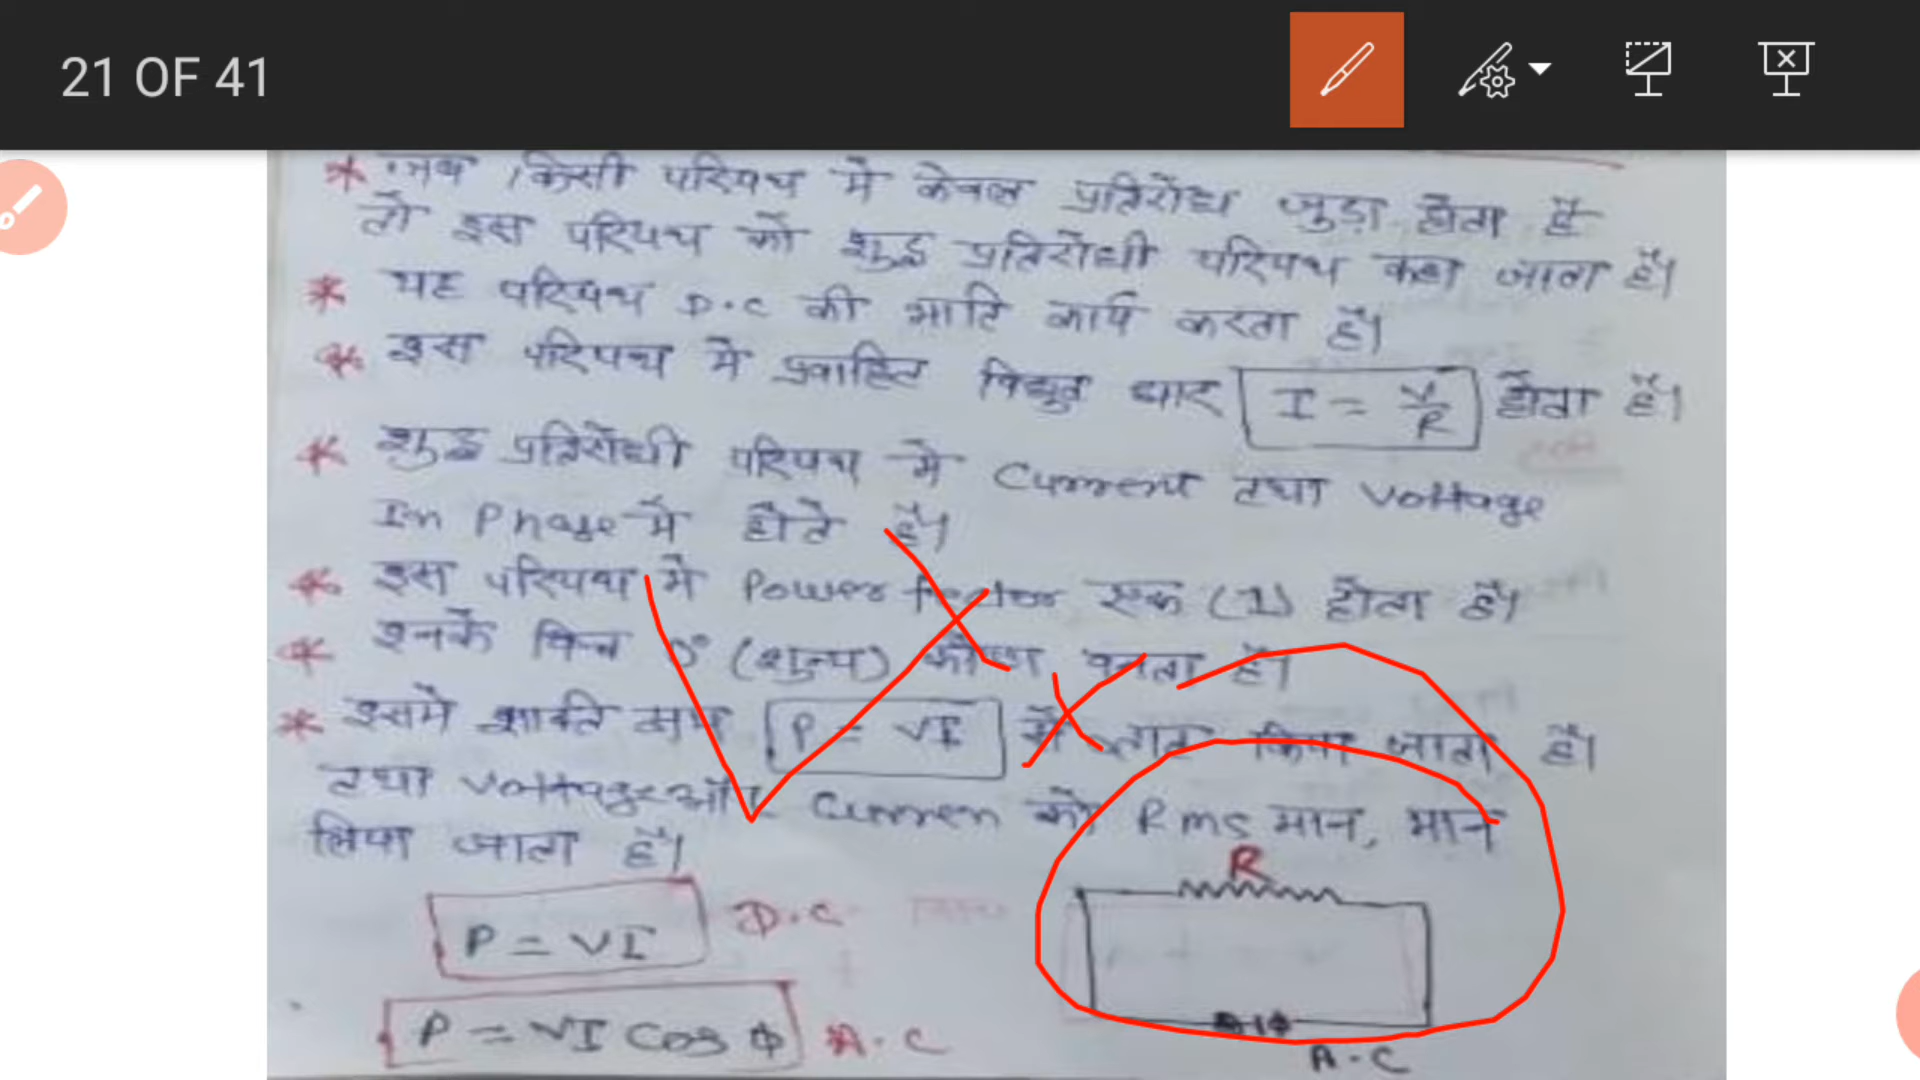 21 OF 41
* जब किसी परिपथ मे केवल प्रतिरोध जुड़ा होता है
तो इस परिपथ को शुद्ध प्रतिरोधी परिपथ कहा जाता है।
* यह परिपथ D.C की भाति कार्य करता है।
* इस परिपथ मे प्रवाहित विद्युत धारा I = V/R होता है।
* शुद्ध प्रतिरोधी परिपथ मे Current तथा Voltage
In Phase मे होते है।
* इस परिपथ मे Power factor एक (1) होता है।
* इनके बिच 0° (शुन्य) कोण बनता है।
* इसमे शक्ति P = VI से ज्ञात किया जाता है।
तथा Voltage और Curren को Rms मान, मान
लिया जाता है।
R
P = VI D.C
P = VI Cos ϕ A.C
A.C